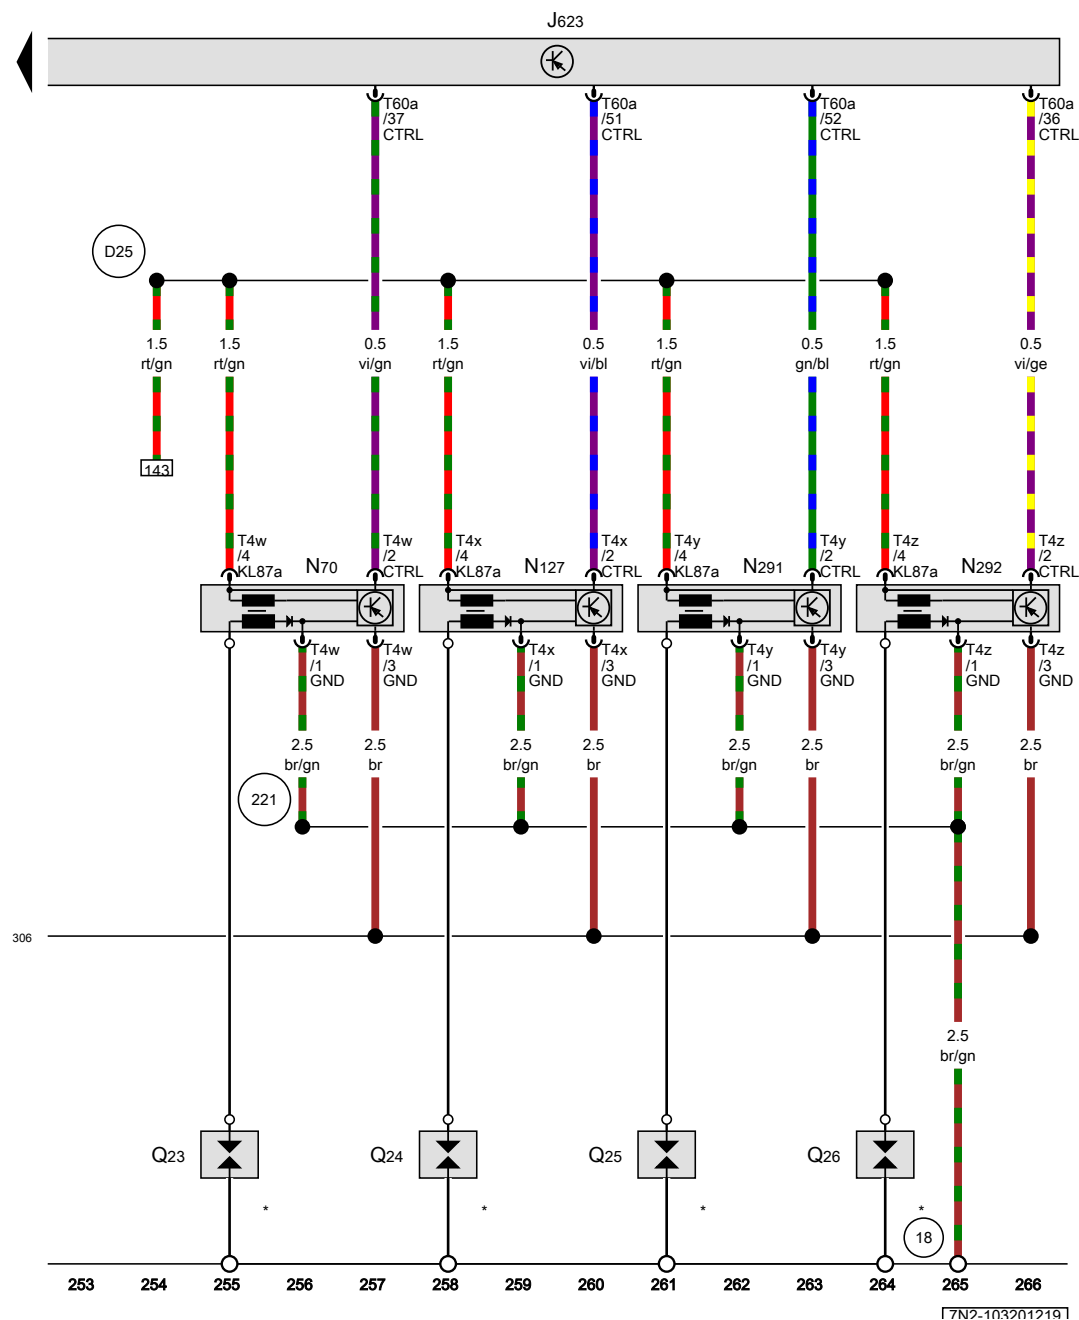 J623
T60a
/37
CTRL
T60a
/51
CTRL
T60a
/52
CTRL
T60a
/36
CTRL
D25
1.5
rt/gn
1.5
rt/gn
0.5
vi/gn
1.5
rt/gn
0.5
vi/bl
1.5
rt/gn
0.5
gn/bl
1.5
rt/gn
0.5
vi/ge
143
T4w
/4
KL87a
N70
T4w
/2
CTRL
T4x
/4
KL87a
N127
T4x
/2
CTRL
T4y
/4
KL87a
N291
T4y
/2
CTRL
T4z
/4
KL87a
N292
T4z
/2
CTRL
T4w
/1
GND
T4w
/3
GND
T4x
/1
GND
T4x
/3
GND
T4y
/1
GND
T4y
/3
GND
T4z
/1
GND
T4z
/3
GND
2.5
br/gn
2.5
br
2.5
br/gn
2.5
br
2.5
br/gn
2.5
br
2.5
br/gn
2.5
br
221
306
2.5
br/gn
Q23
Q24
Q25
Q26
* * * *
18
253 254 255 256 257 258 259 260 261 262 263 264 265 266
7N2-103201219